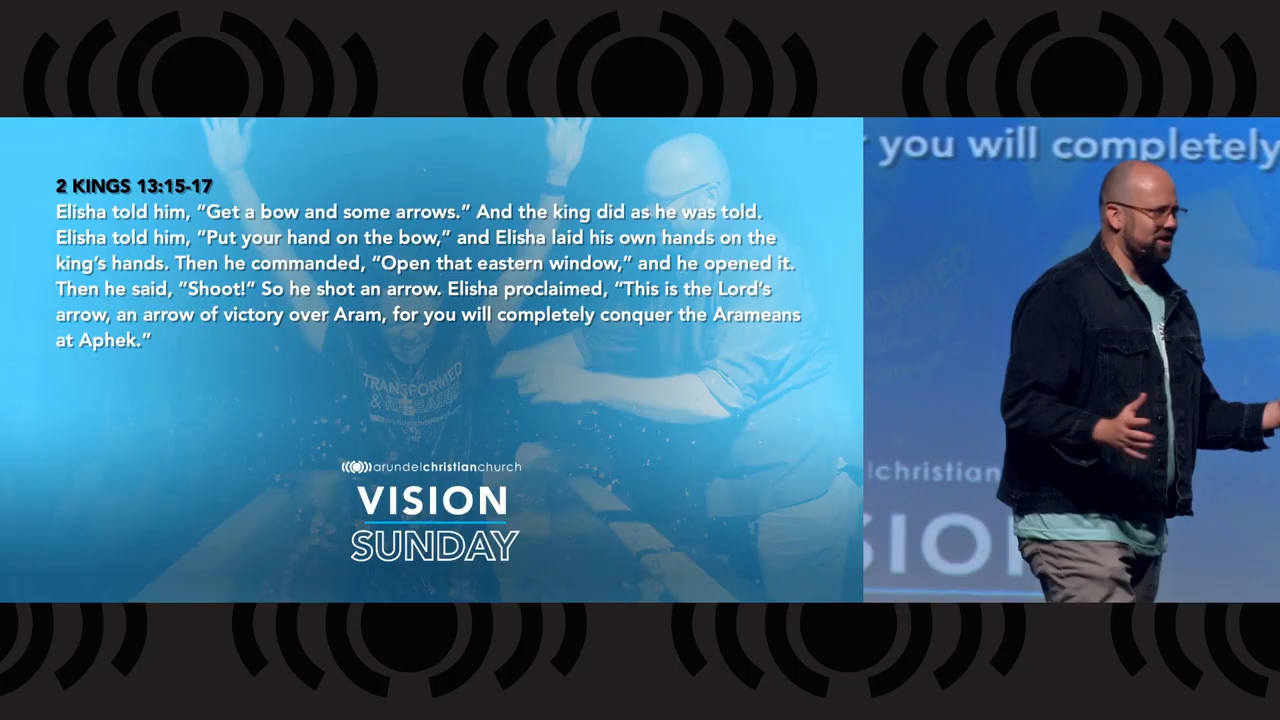 2 KINGS 13:15-17
Elisha told him, “Get a bow and some arrows.” And the king did as he was told.
Elisha told him, “Put your hand on the bow,” and Elisha laid his own hands on the
king’s hands. Then he commanded, “Open that eastern window,” and he opened it.
Then he said, “Shoot!” So he shot an arrow. Elisha proclaimed, “This is the Lord’s
arrow, an arrow of victory over Aram, for you will completely conquer the Arameans
at Aphek.”
TRANSFORMED
& RELEASED
arundelchristianchurch
VISION
SUNDAY
you will completely
christian
SION